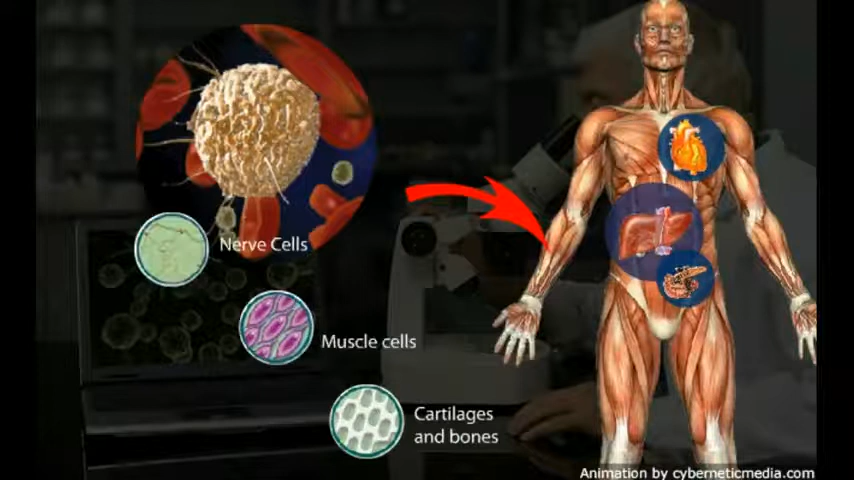 Nerve Cells
Muscle cells
Cartilages
and bones
Animation by cyberneticmedia.com